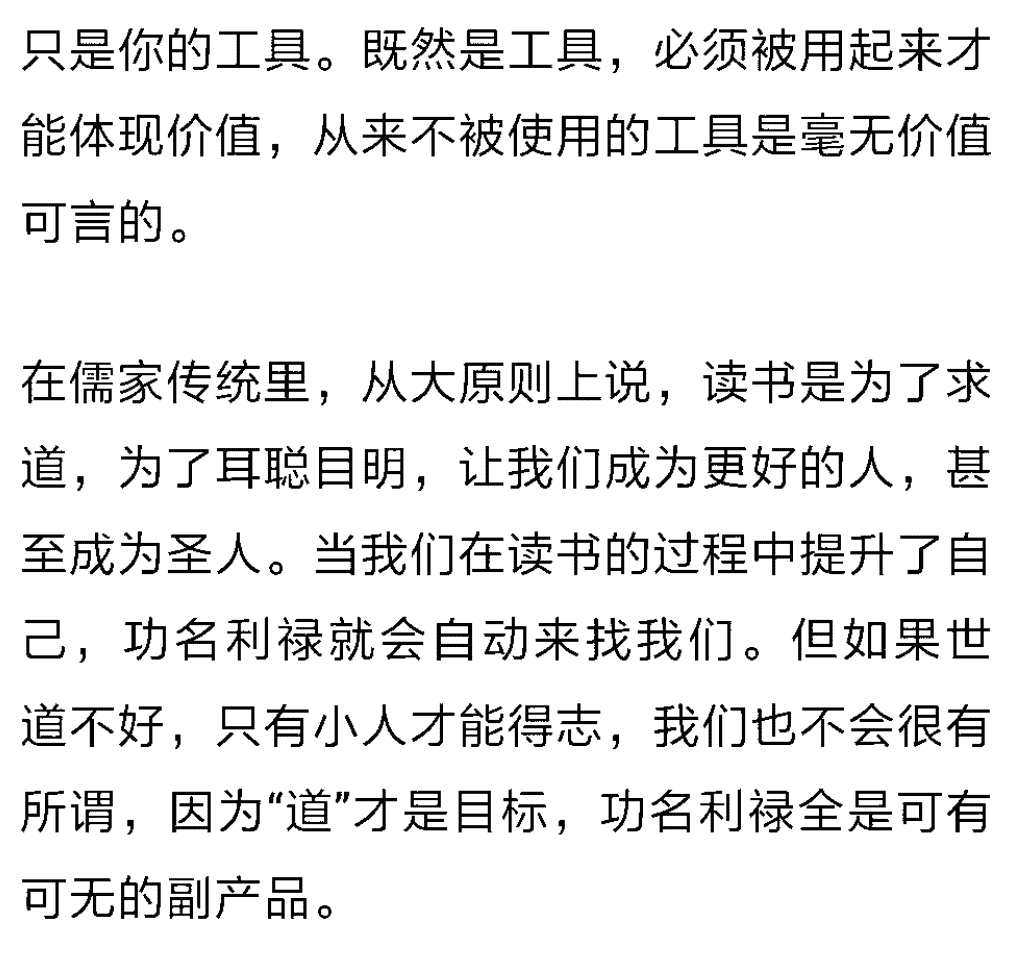 只是你的工具。既然是工具，必须被用起来才
能体现价值，从来不被使用的工具是毫无价值
可言的。
在儒家传统里，从大原则上说，读书是为了求
道，为了耳聪目明，让我们成为更好的人，甚
至成为圣人。当我们在读书的过程中提升了自
己，功名利禄就会自动来找我们。但如果世
道不好，只有小人才能得志，我们也不会很有
所谓，因为“道”才是目标，功名利禄全是可有
可无的副产品。